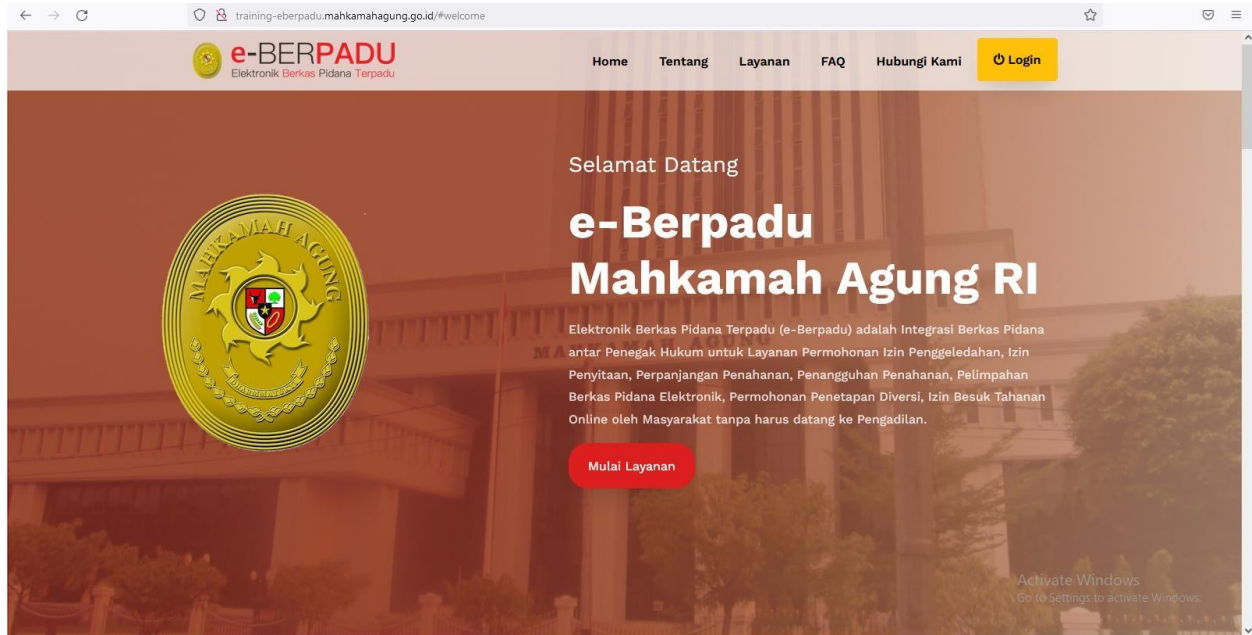 training-eberpadu.mahkamahagung.go.id/#welcome
e-BERPADU
Elektronik Berkas Pidana Terpadu
Home Tentang Layanan FAQ Hubungi Kami Login
Selamat Datang
e-Berpadu
Mahkamah Agung RI
MAHKAMAH AGUNG
DHARMMAYUKTI
MAHKAMAH AGUNG
Elektronik Berkas Pidana Terpadu (e-Berpadu) adalah Integrasi Berkas Pidana
antar Penegak Hukum untuk Layanan Permohonan Izin Penggeledahan, Izin
Penyitaan, Perpanjangan Penahanan, Penangguhan Penahanan, Pelimpahan
Berkas Pidana Elektronik, Permohonan Penetapan Diversi, Izin Besuk Tahanan
Online oleh Masyarakat tanpa harus datang ke Pengadilan.
Mulai Layanan
Activate Windows
Go to Settings to activate Windows.